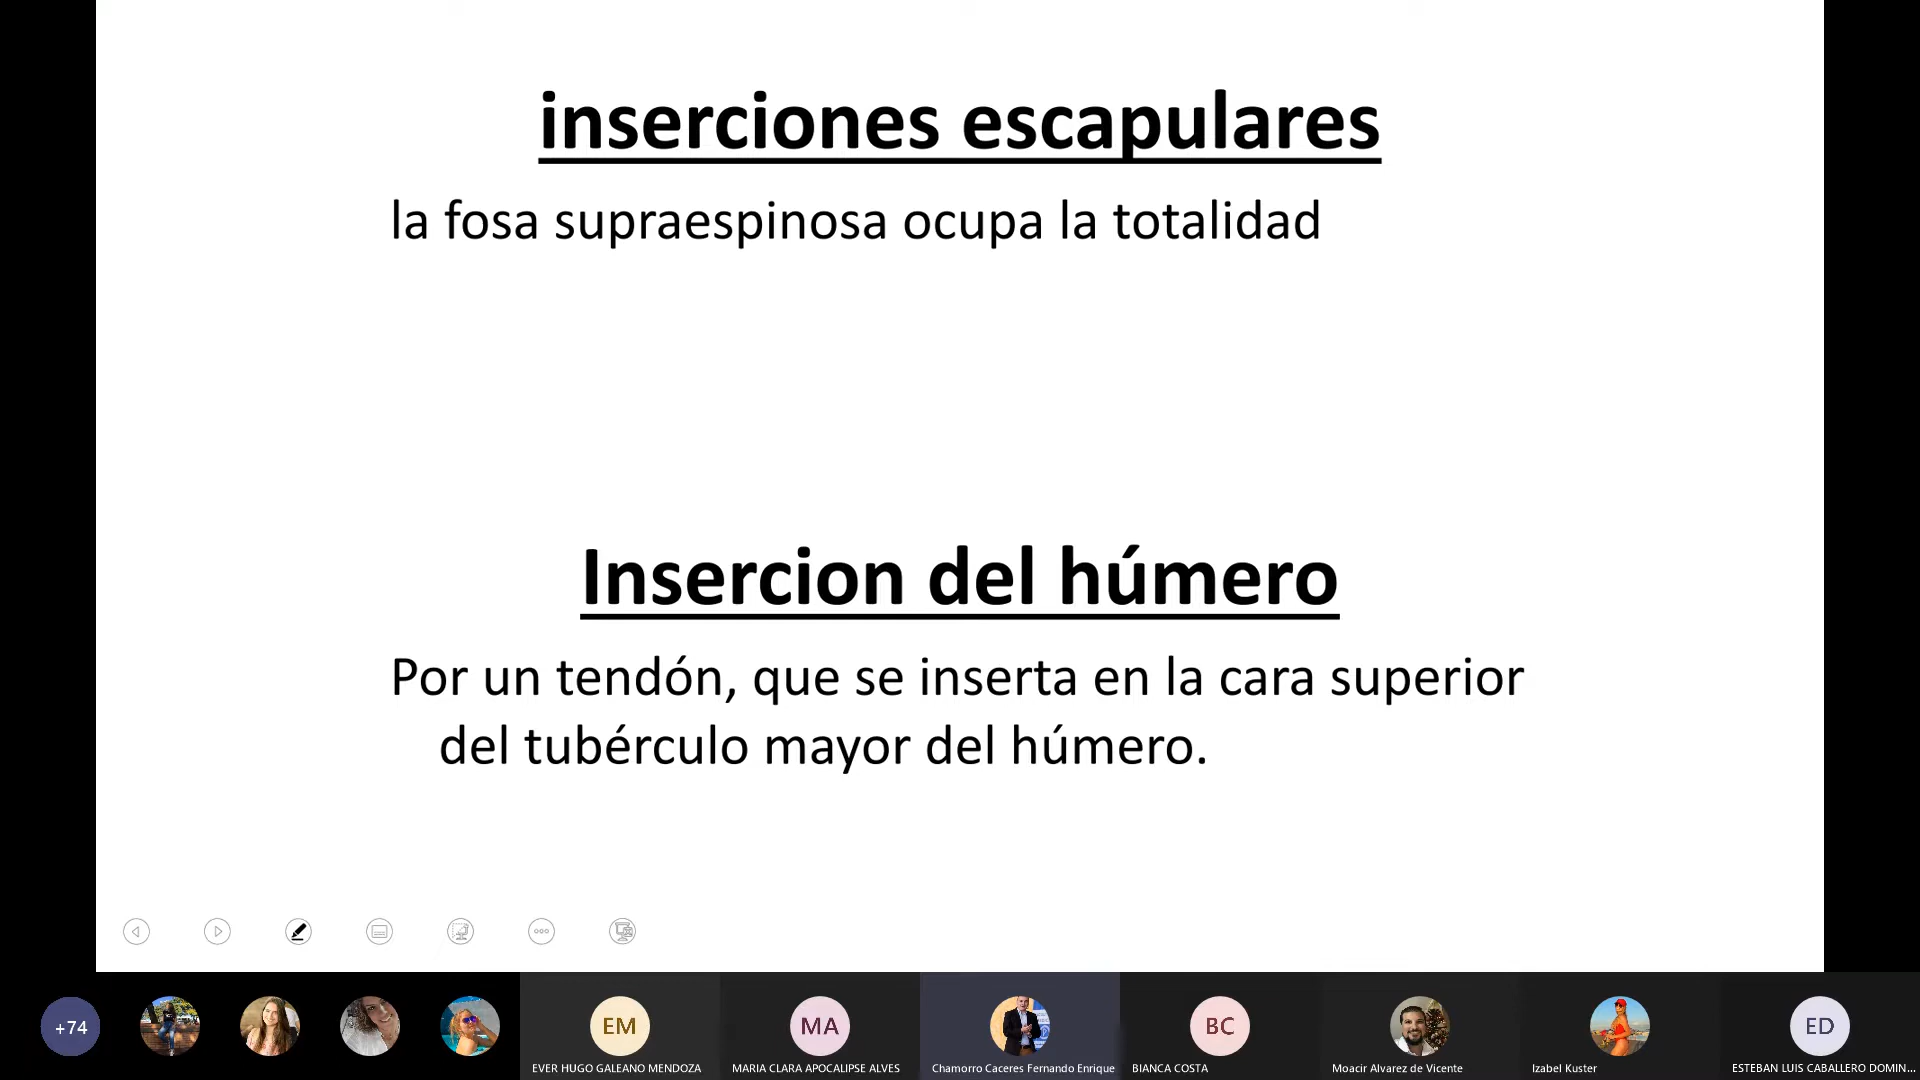 inserciones escapulares
la fosa supraespinosa ocupa la totalidad
Insercion del húmero
Por un tendón, que se inserta en la cara superior
del tubérculo mayor del húmero.
+74
EM
MA
BC
ED
EVER HUGO GALEANO MENDOZA
MARIA CLARA APOCALIPSE ALVES
Chamorro Caceres Fernando Enrique
BIANCA COSTA
Moacir Alvarez de Vicente
Izabel Kuster
ESTEBAN LUIS CABALLERO DOMIN...